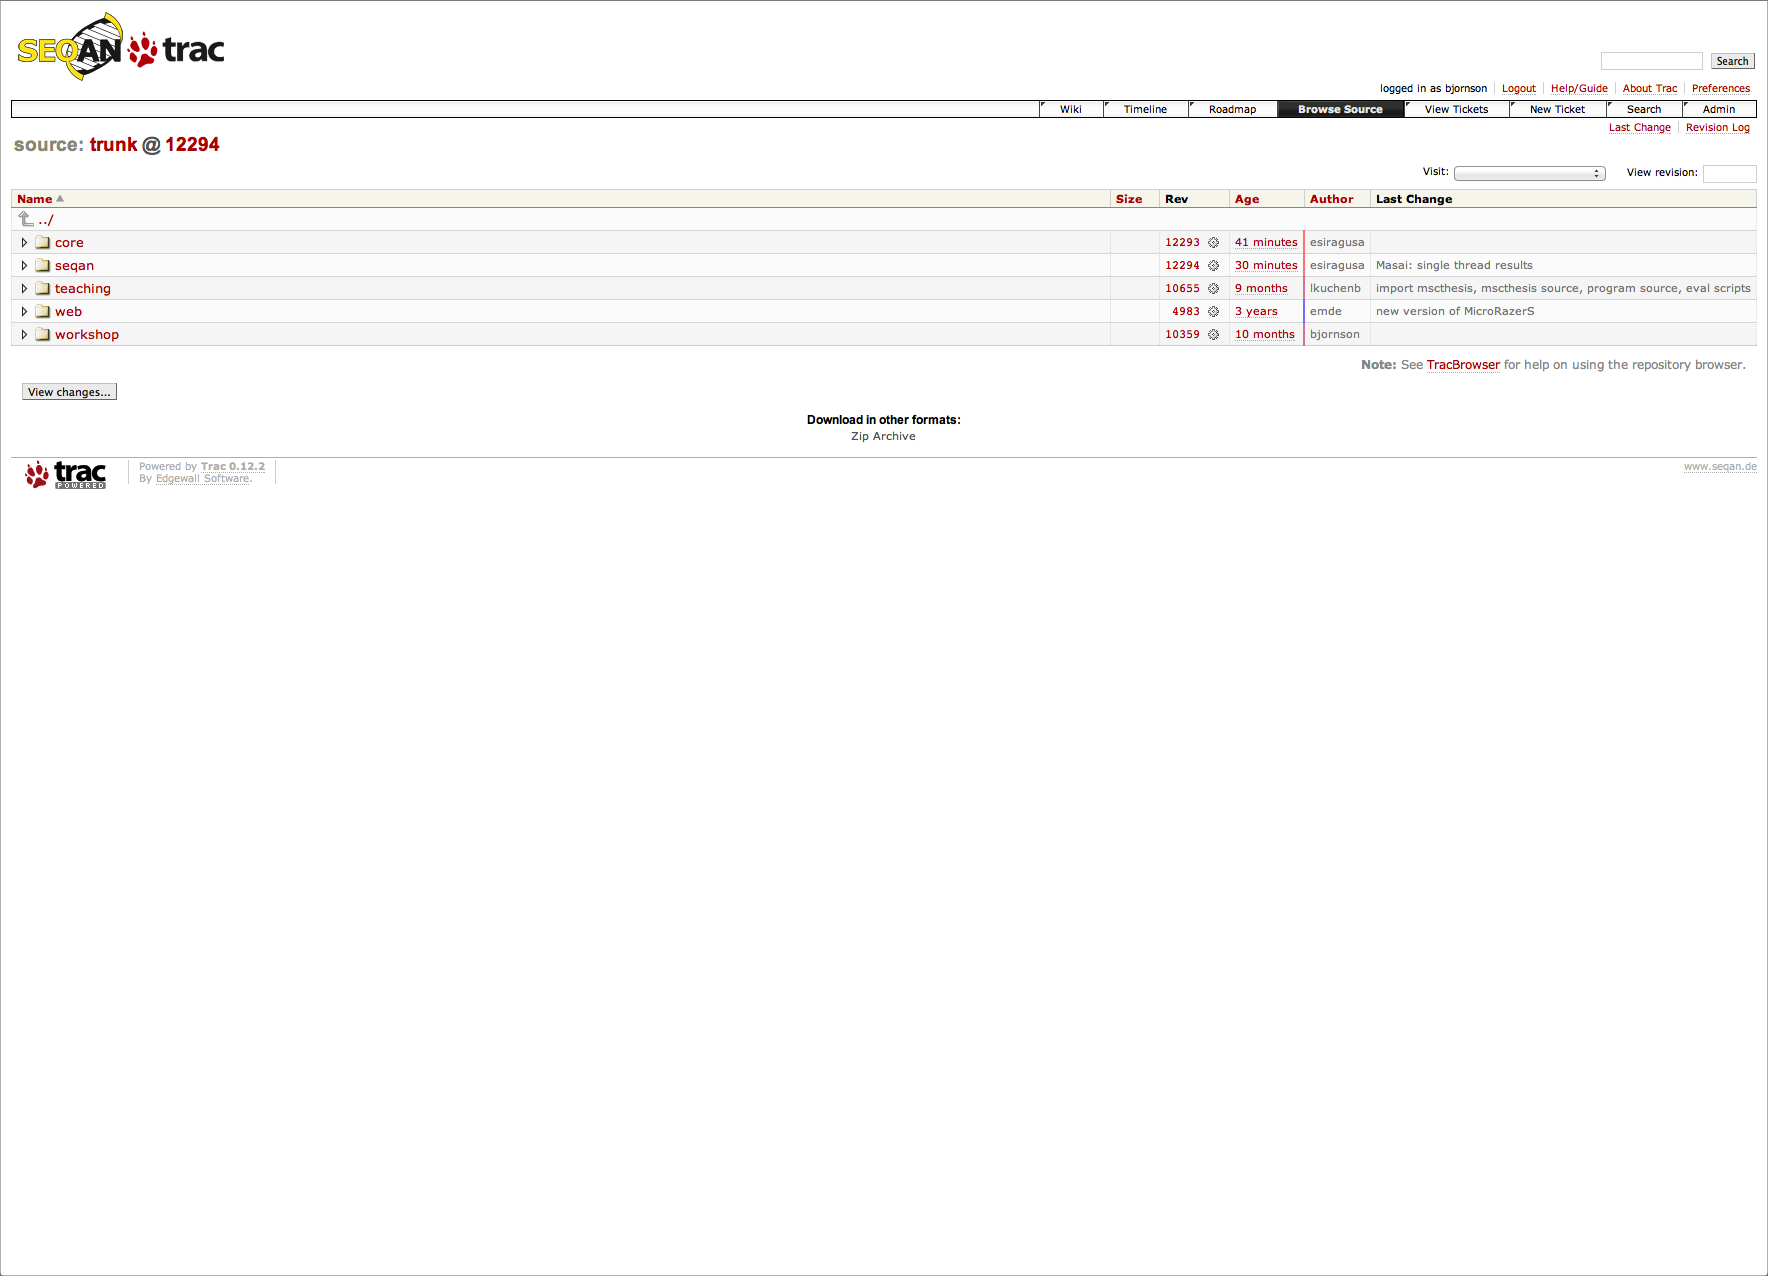 SEQAN trac
Search
logged in as bjornson Logout Help/Guide About Trac Preferences
Wiki Timeline Roadmap Browse Source View Tickets New Ticket Search Admin
Last Change Revision Log
source: trunk @ 12294
Visit: View revision:
Name Size Rev Age Author Last Change
../
core 12293 41 minutes esiragusa
seqan 12294 30 minutes esiragusa Masai: single thread results
teaching 10655 9 months lkuchenb import mscthesis, mscthesis source, program source, eval scripts
web 4983 3 years emde new version of MicroRazerS
workshop 10359 10 months bjornson
Note: See TracBrowser for help on using the repository browser.
View changes...
Download in other formats:
Zip Archive
trac POWERED
Powered by Trac 0.12.2
By Edgewall Software.
www.seqan.de